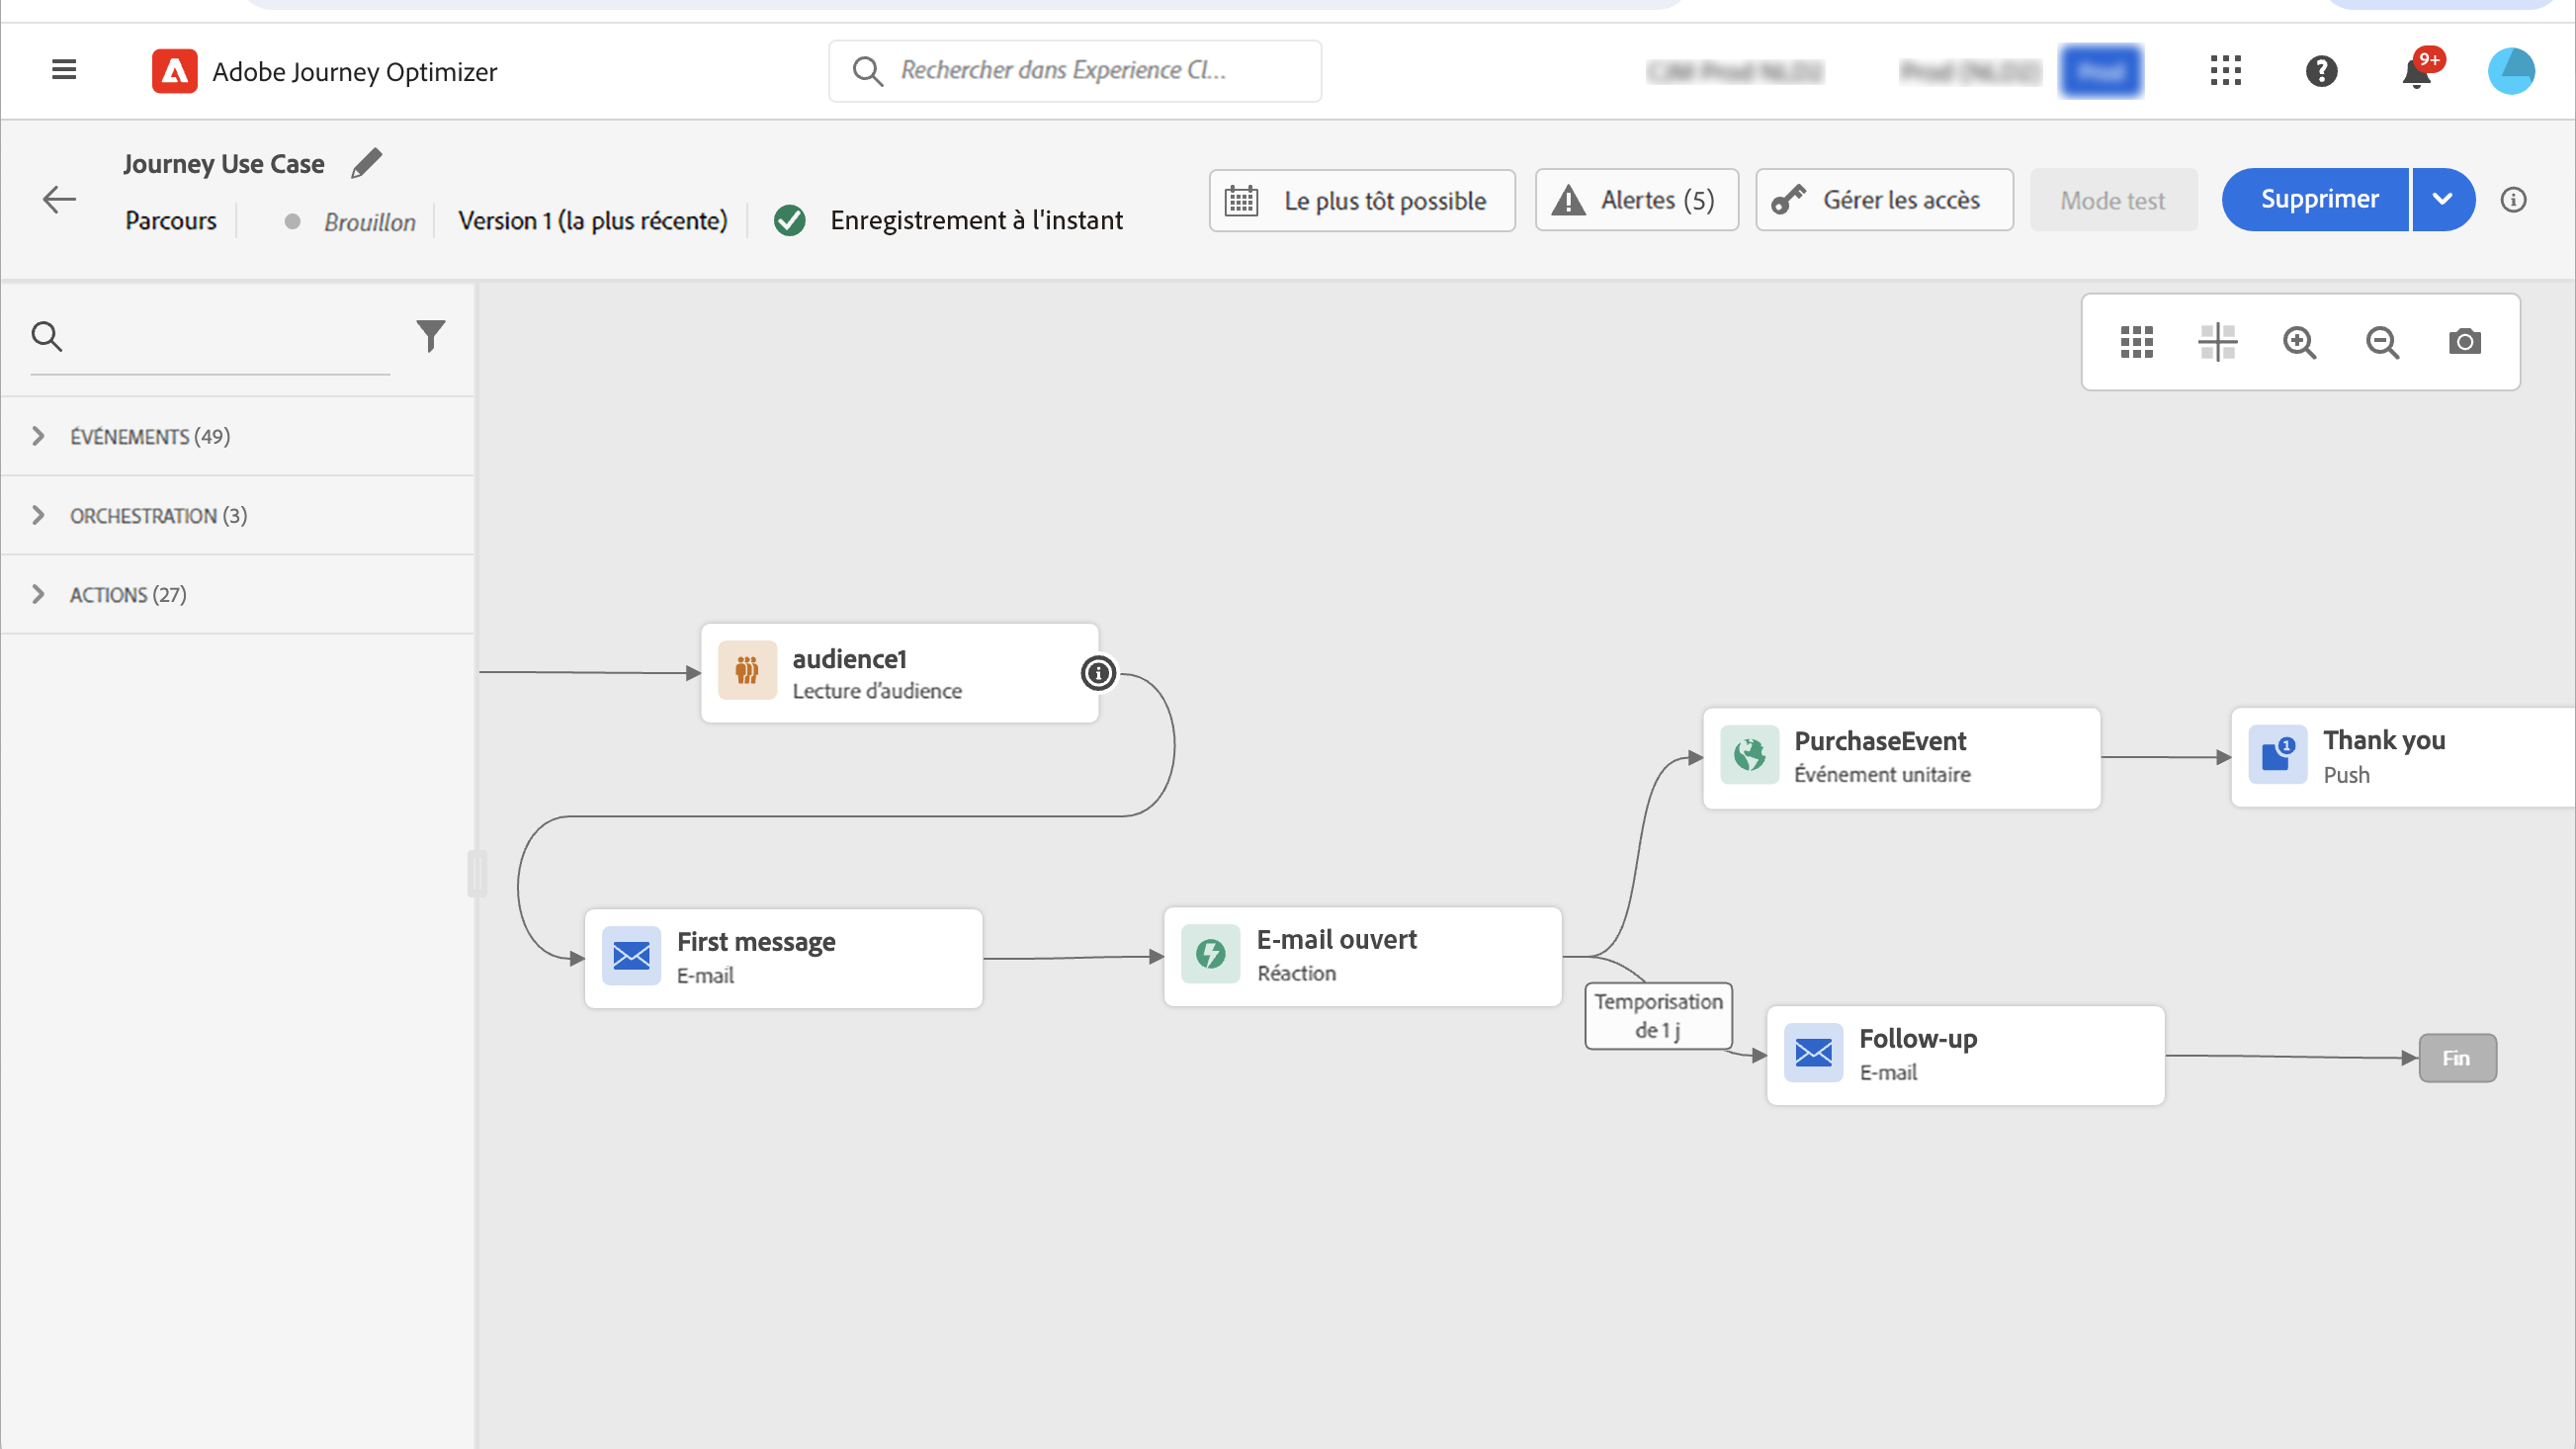 Adobe Journey Optimizer
Rechercher dans Experience Cl...
9+
Journey Use Case
Parcours
Brouillon
Version 1 (la plus récente)
Enregistrement à l'instant
Le plus tôt possible
Alertes (5)
Gérer les accès
Mode test
Supprimer
ÉVÉNEMENTS (49)
ORCHESTRATION (3)
ACTIONS (27)
audience1
Lecture d’audience
PurchaseEvent
Événement unitaire
1
Thank you
Push
First message
E-mail
E-mail ouvert
Réaction
Temporisation
de 1 j
Follow-up
E-mail
Fin